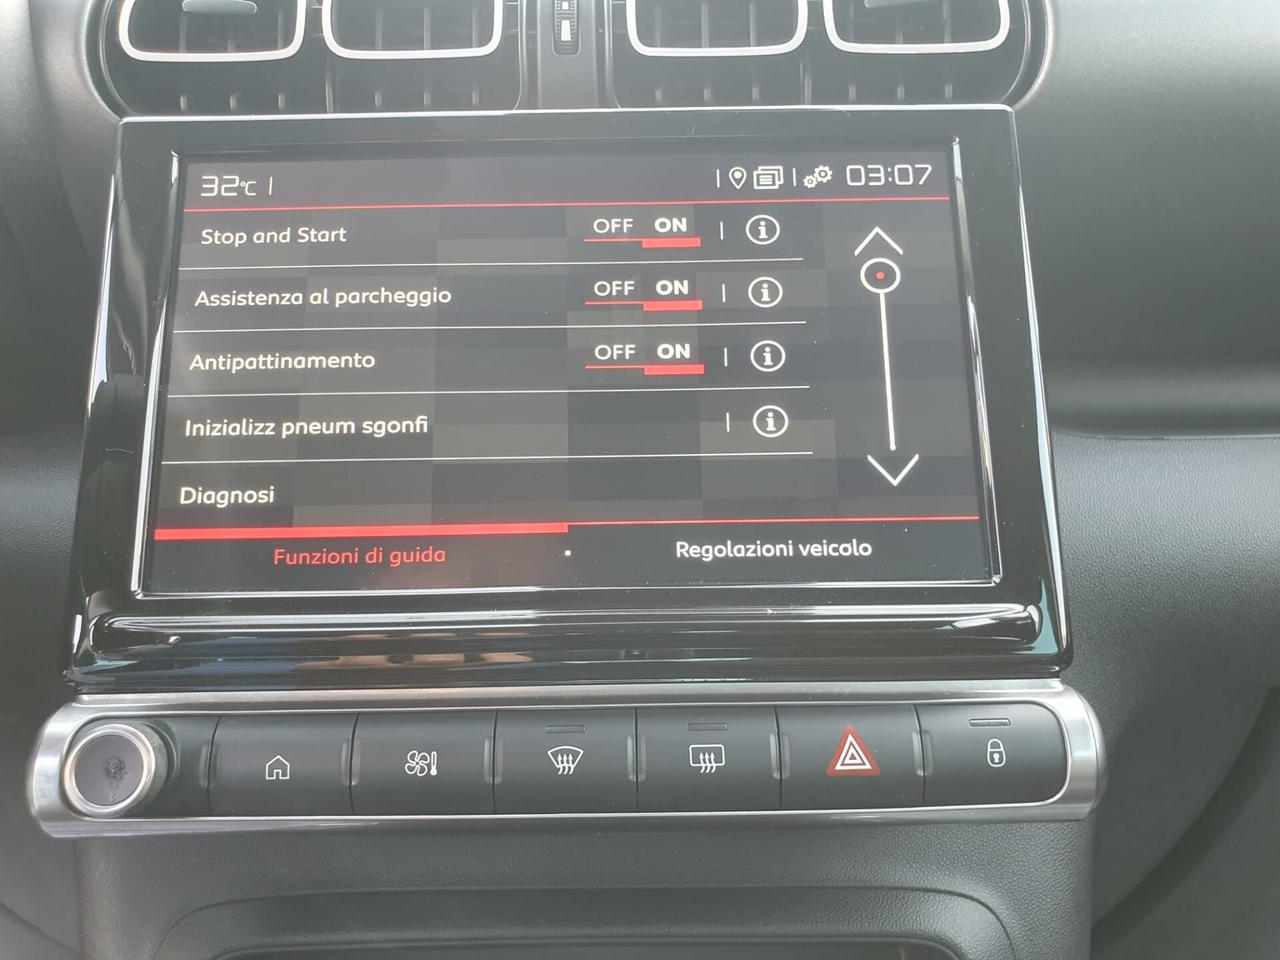 32°C
03:07
Stop and Start OFF ON i
Assistenza al parcheggio OFF ON i
Antipattinamento OFF ON i
Inizializz pneum sgonfi i
Diagnosi
Funzioni di guida
Regolazioni veicolo